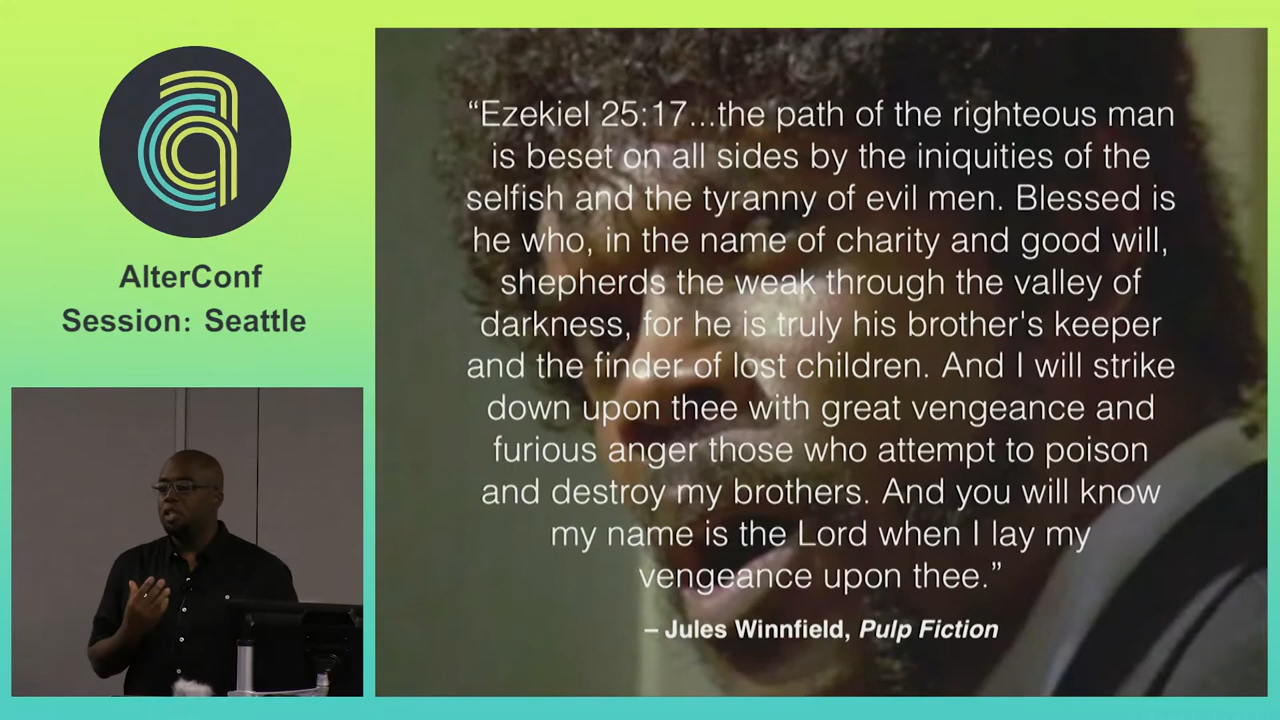 AlterConf
Session: Seattle
“Ezekiel 25:17...the path of the righteous man
is beset on all sides by the iniquities of the
selfish and the tyranny of evil men. Blessed is
he who, in the name of charity and good will,
shepherds the weak through the valley of
darkness, for he is truly his brother's keeper
and the finder of lost children. And I will strike
down upon thee with great vengeance and
furious anger those who attempt to poison
and destroy my brothers. And you will know
my name is the Lord when I lay my
vengeance upon thee.”
– Jules Winnfield, Pulp Fiction